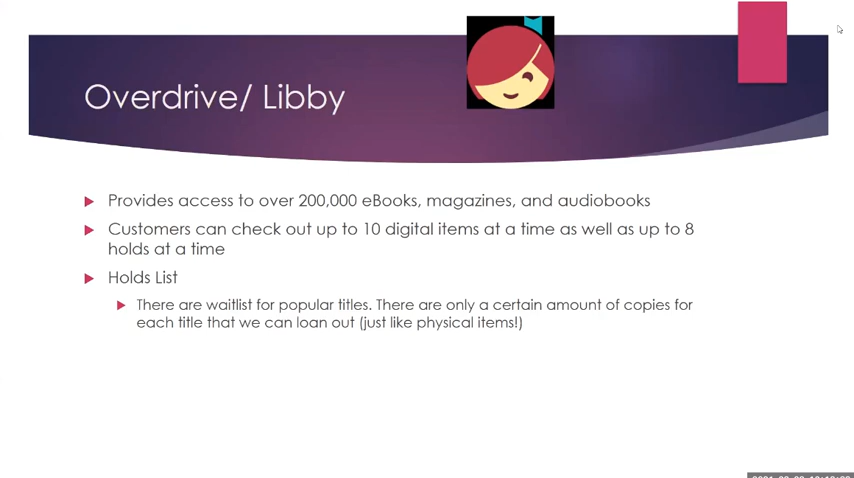 Overdrive/ Libby
Provides access to over 200,000 eBooks, magazines, and audiobooks
Customers can check out up to 10 digital items at a time as well as up to 8
holds at a time
Holds List
There are waitlist for popular titles. There are only a certain amount of copies for
each title that we can loan out (just like physical items!)